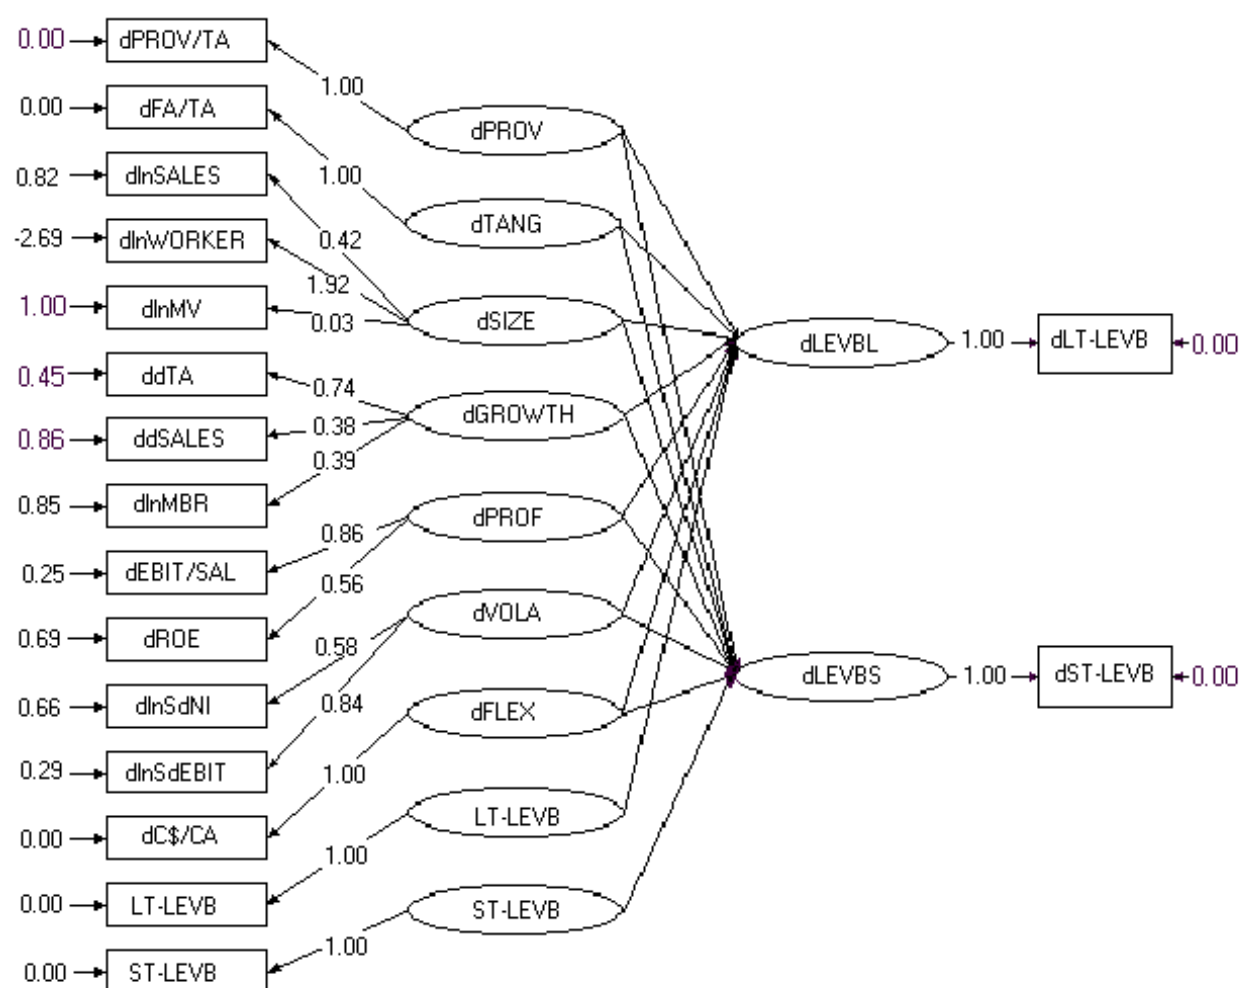 0.00 dPROV/TA
1.00
0.00 dFA/TA
dPROV
0.82 dlnSALES
1.00
dTANG
-2.69 dlnWORKER
0.42
1.92
1.00 dlnMV
0.03
dSIZE
dLEVBL 1.00 dLT-LEVB 0.00
0.45 ddTA
0.74
dGROWTH
0.86 ddSALES
0.38
0.39
0.85 dlnMBR
dPROF
0.86
0.25 dEBIT/SAL
0.56
dVOLA
0.69 dROE
0.58
dLEVBS 1.00 dST-LEVB 0.00
0.66 dlnSdNI
0.84
dFLEX
0.29 dlnSdEBIT
1.00
LT-LEVB
0.00 dC$/CA
1.00
0.00 LT-LEVB
ST-LEVB
1.00
0.00 ST-LEVB